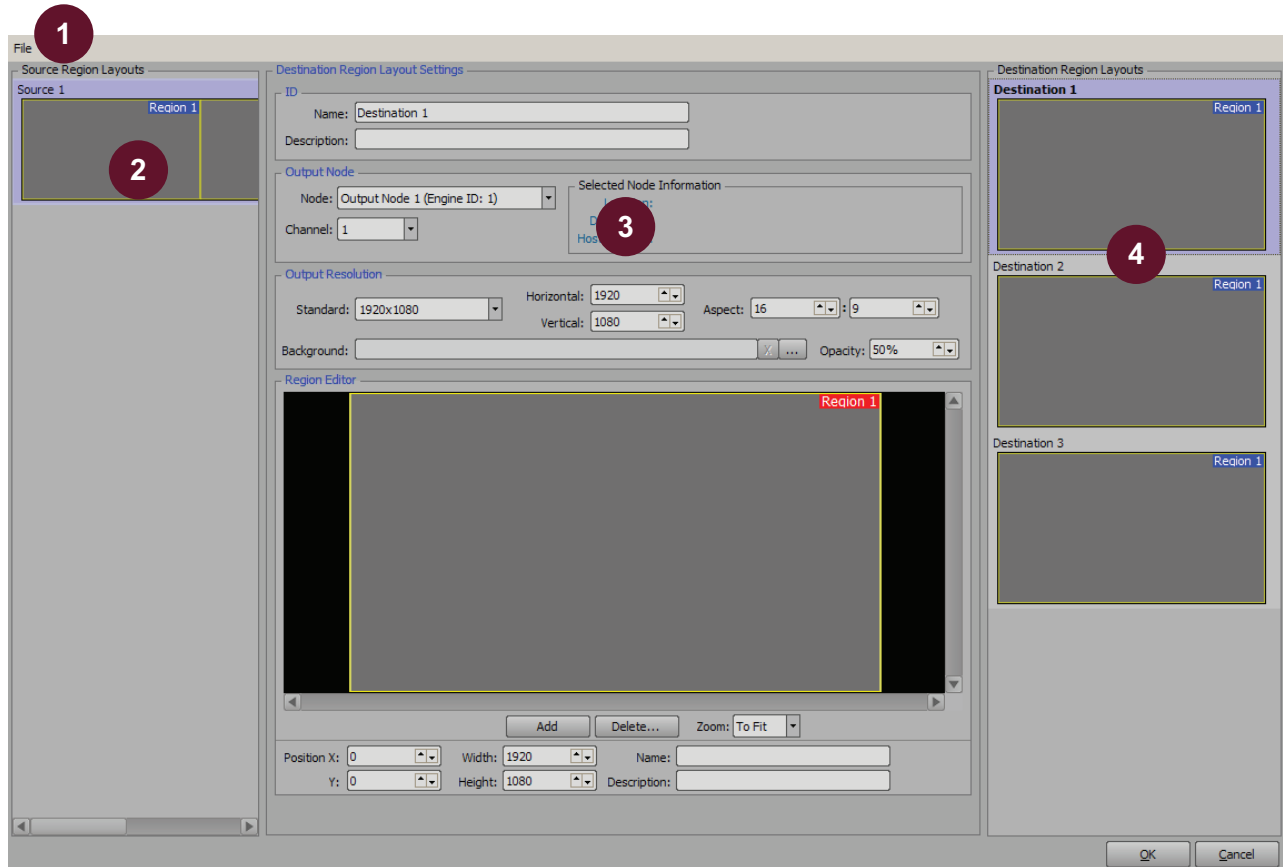 1
File
Source Region Layouts
Source 1
Region 1
2
Destination Region Layout Settings
ID
Name: Destination 1
Description:
Output Node
Node: Output Node 1 (Engine ID: 1)
Channel: 1
Selected Node Information
3
Output Resolution
Standard: 1920x1080
Horizontal: 1920
Vertical: 1080
Aspect: 16 : 9
Background: X ... Opacity: 50%
Region Editor
Region 1
Add Delete... Zoom: To Fit
Position X: 0 Width: 1920 Name:
Y: 0 Height: 1080 Description:
Destination Region Layouts
Destination 1
Region 1
4
Destination 2
Region 1
Destination 3
Region 1
OK Cancel